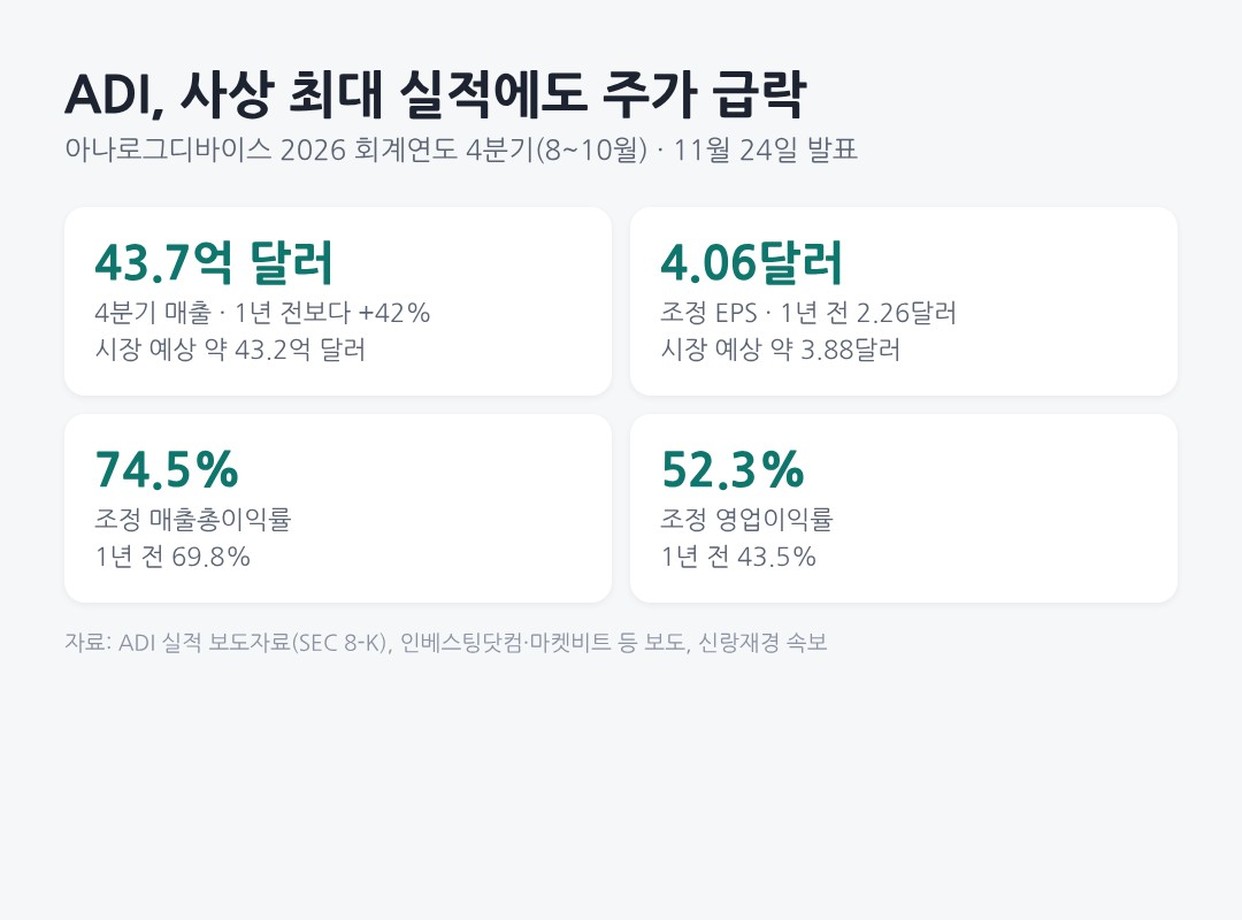 ADI, 사상 최대 실적에도 주가 급락
아나로그디바이스 2026 회계연도 4분기(8~10월) · 11월 24일 발표
43.7억 달러
4분기 매출 · 1년 전보다 +42%
시장 예상 약 43.2억 달러
4.06달러
조정 EPS · 1년 전 2.26달러
시장 예상 약 3.88달러
74.5%
조정 매출총이익률
1년 전 69.8%
52.3%
조정 영업이익률
1년 전 43.5%
자료: ADI 실적 보도자료(SEC 8-K), 인베스팅닷컴·마켓비트 등 보도, 신랑재경 속보